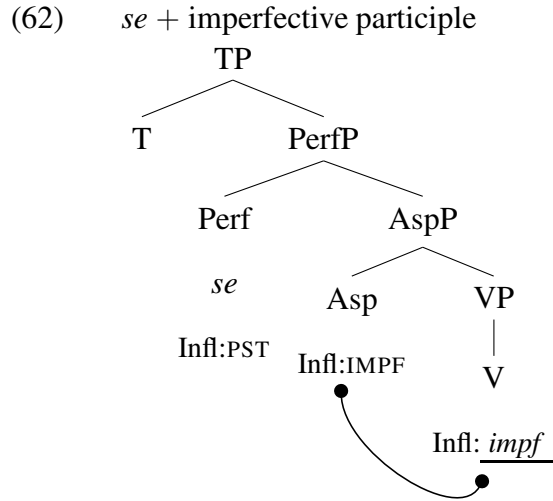 (62) se + imperfective participle
TP
T PerfP
Perf AspP
se Asp VP
Infl:PST Infl:IMPF V
Infl: impf